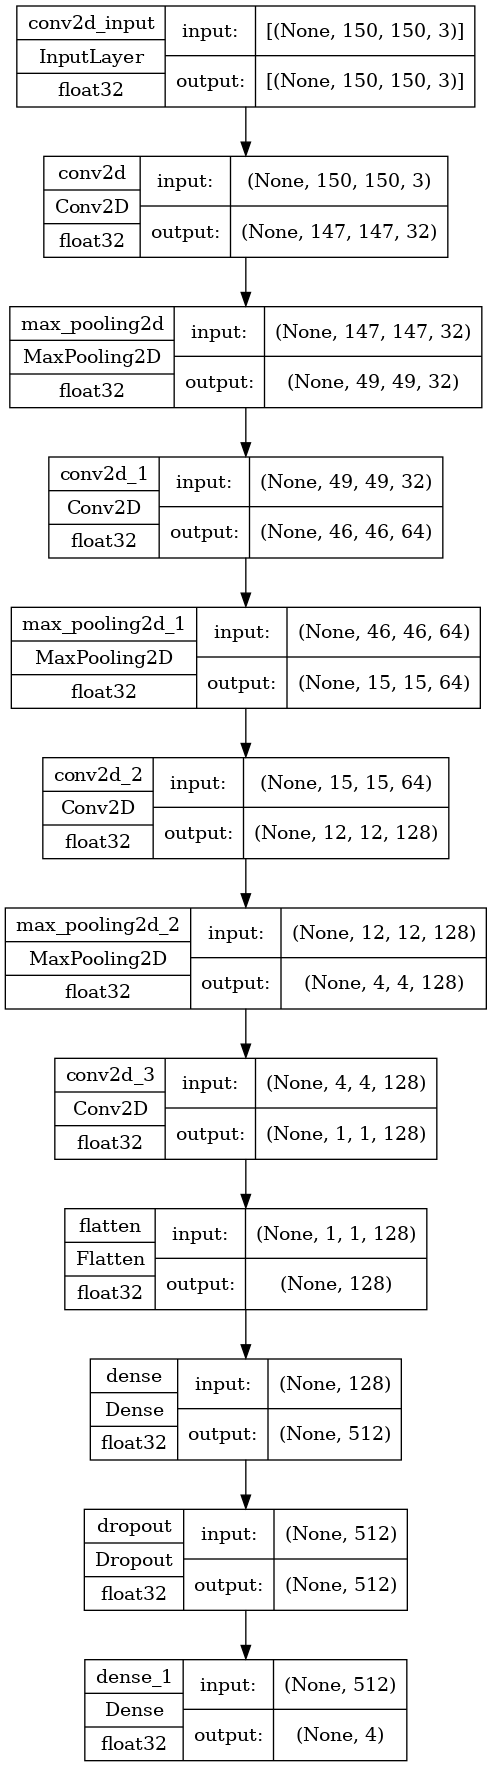 conv2d_input
InputLayer
float32
input:
[(None, 150, 150, 3)]
output:
[(None, 150, 150, 3)]
conv2d
Conv2D
float32
input:
(None, 150, 150, 3)
output:
(None, 147, 147, 32)
max_pooling2d
MaxPooling2D
float32
input:
(None, 147, 147, 32)
output:
(None, 49, 49, 32)
conv2d_1
Conv2D
float32
input:
(None, 49, 49, 32)
output:
(None, 46, 46, 64)
max_pooling2d_1
MaxPooling2D
float32
input:
(None, 46, 46, 64)
output:
(None, 15, 15, 64)
conv2d_2
Conv2D
float32
input:
(None, 15, 15, 64)
output:
(None, 12, 12, 128)
max_pooling2d_2
MaxPooling2D
float32
input:
(None, 12, 12, 128)
output:
(None, 4, 4, 128)
conv2d_3
Conv2D
float32
input:
(None, 4, 4, 128)
output:
(None, 1, 1, 128)
flatten
Flatten
float32
input:
(None, 1, 1, 128)
output:
(None, 128)
dense
Dense
float32
input:
(None, 128)
output:
(None, 512)
dropout
Dropout
float32
input:
(None, 512)
output:
(None, 512)
dense_1
Dense
float32
input:
(None, 512)
output:
(None, 4)